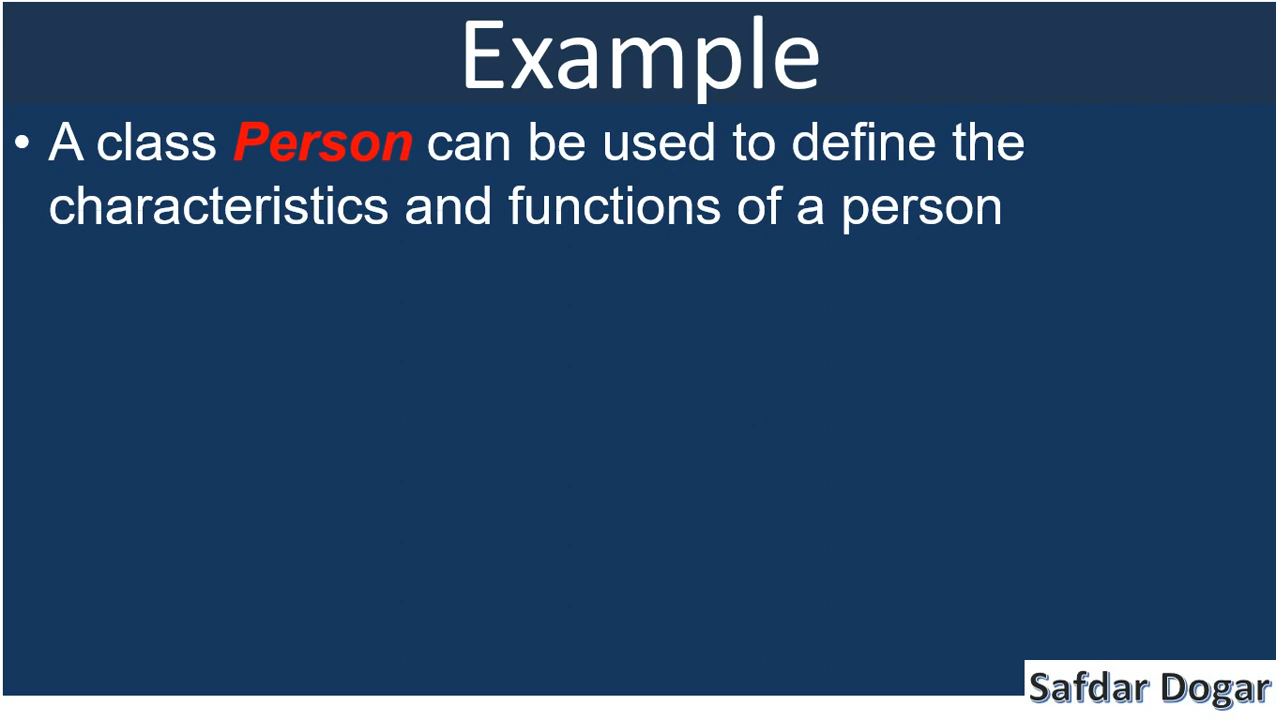 Example
• A class Person can be used to define the
characteristics and functions of a person
Safdar Dogar